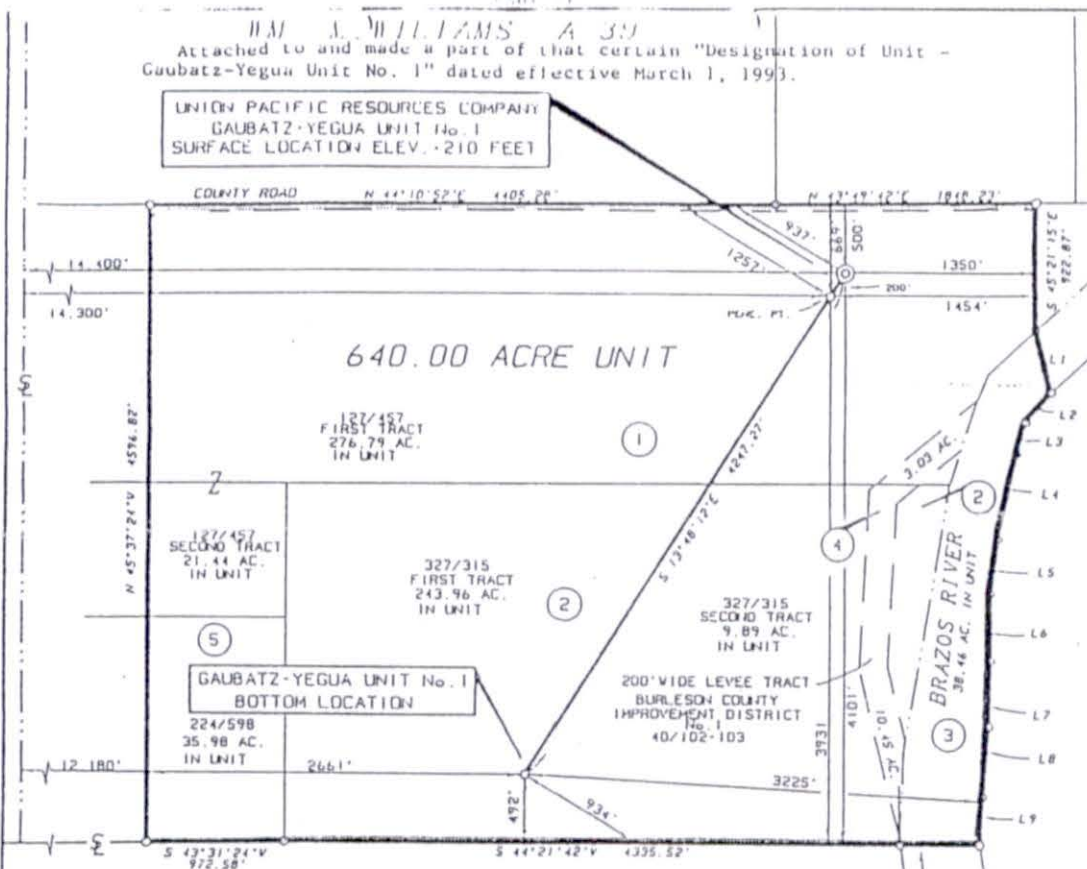 WM WILLIAMS A 39
Attached to and made a part of that certain "Designation of Unit -
Gaubatz-Yegua Unit No. 1" dated effective March 1, 1993.
UNION PACIFIC RESOURCES COMPANY
GAUBATZ-YEGUA UNIT No.1
SURFACE LOCATION ELEV. -210 FEET
COUNTY ROAD
N 44°10'52"E 4405.28'
N 43°49'42"E 1848.23'
S 45°21'15"E
922.87'
937'
1257'
669'
500'
14,400'
1350'
200'
14,300'
1454'
PT.
640.00 ACRE UNIT
L1
L2
L3
L4
L5
L6
L7
L8
L9
127/457
FIRST TRACT
276.79 AC.
IN UNIT
1
N 45°37'24"W 4596.82'
S 13°48'12"E 4247.27'
3.03 AC.
2
4
127/457
SECOND TRACT
21.44 AC.
IN UNIT
327/315
FIRST TRACT
243.96 AC.
IN UNIT
2
327/315
SECOND TRACT
9.89 AC.
IN UNIT
BRAZOS RIVER
38.46 AC. IN UNIT
5
GAUBATZ-YEGUA UNIT No.1
BOTTOM LOCATION
200' WIDE LEVEE TRACT
BURLESON COUNTY
IMPROVEMENT DISTRICT
No.1
40/102-103
10.45 AC.
3
224/598
35.98 AC.
IN UNIT
3931
4101'
12,180'
2661'
3225'
492'
934'
S 43°31'24"W
972.58'
S 44°21'42"W 4335.52'